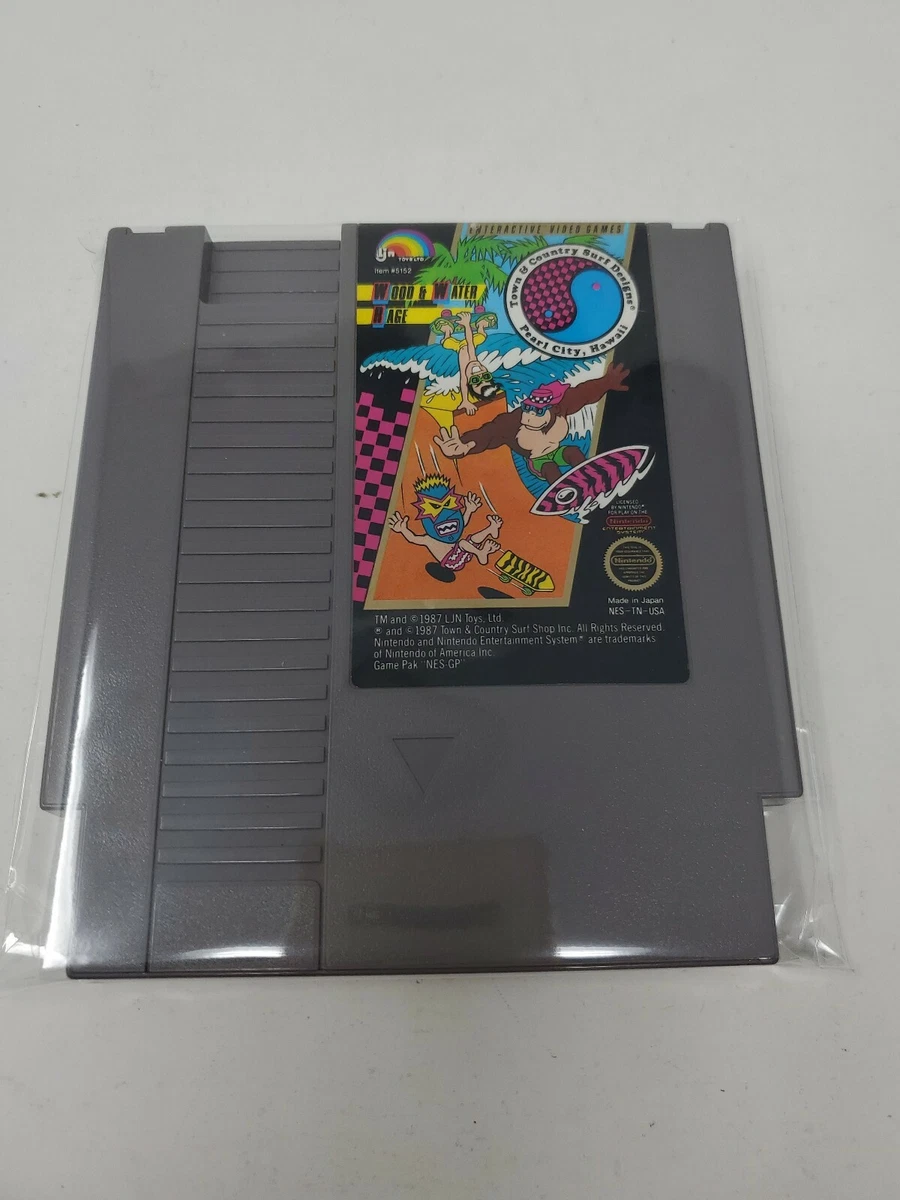 INTERACTIVE VIDEO GAMES
LJN TOYS, LTD.
Item #5152
WOOD & WATER
RAGE
Town & Country Surf Designs®
Pearl City, Hawaii
LICENSED
BY NINTENDO®
FOR PLAY ON THE
Nintendo
ENTERTAINMENT
SYSTEM®
Nintendo
Made in Japan
NES-TN-USA
TM and © 1987 LJN Toys, Ltd.
® and © 1987 Town & Country Surf Shop Inc. All Rights Reserved.
Nintendo and Nintendo Entertainment System® are trademarks
of Nintendo of America Inc.
Game Pak "NES-GP"